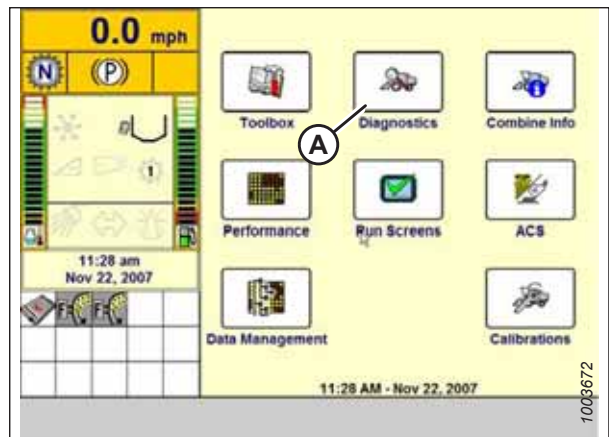 0.0 mph
N (P)
1
11:28 am
Nov 22, 2007
F F
Toolbox Diagnostics Combine Info
A
Performance Run Screens ACS
Data Management Calibrations
11:28 AM - Nov 22, 2007
1003672